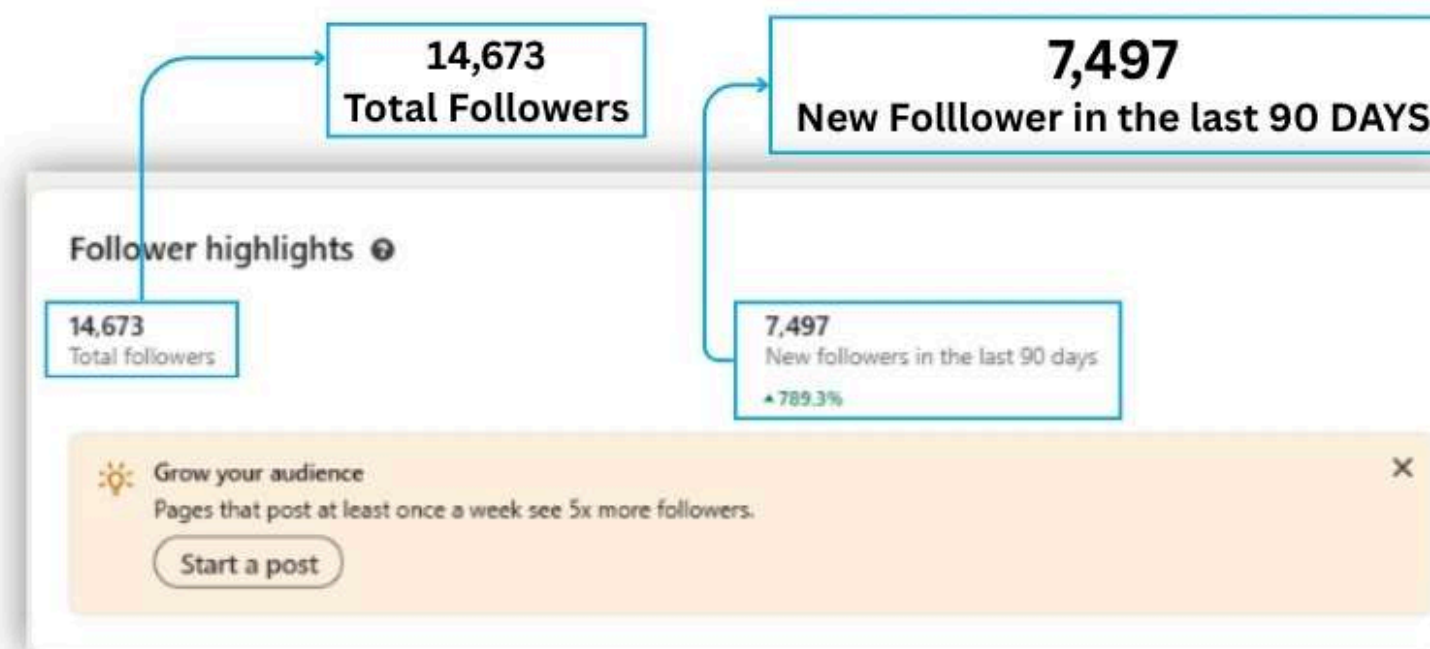 14,673
Total Followers
7,497
New Folllower in the last 90 DAYS
Follower highlights
14,673
Total followers
7,497
New followers in the last 90 days
789.3%
Grow your audience
Pages that post at least once a week see 5x more followers.
Start a post